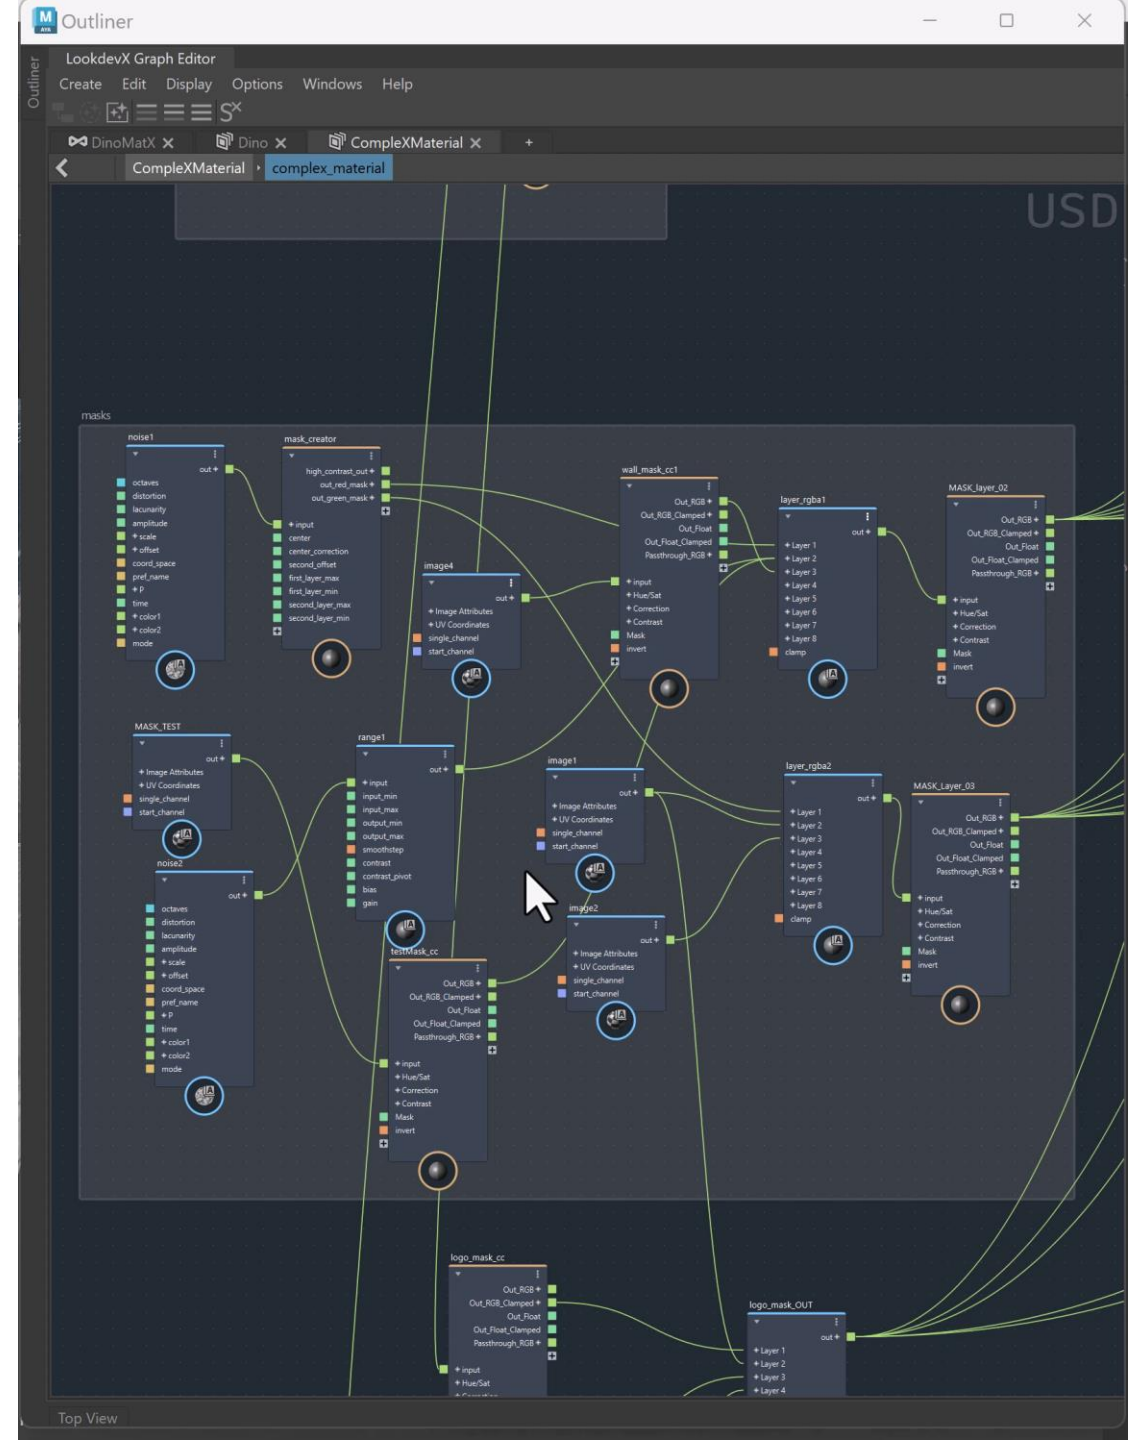 Outliner
Outliner
LookdevX Graph Editor
Create Edit Display Options Windows Help
DinoMatX Dino CompleXMaterial +
CompleXMaterial complex_material
USD
masks
noise1
out
octaves
distortion
lacunarity
amplitude
scale
offset
coord_space
pref_name
P
time
color1
color2
mode
mask_creator
high_contrast_out
out_red_mask
out_green_mask
input
center
center_correction
second_offset
first_layer_max
first_layer_min
second_layer_max
second_layer_min
image4
out
Image Attributes
UV Coordinates
single_channel
start_channel
wall_mask_cc1
Out_RGB
Out_RGB_Clamped
Out_Float
Out_Float_Clamped
Passthrough_RGB
input
Hue/Sat
Correction
Contrast
Mask
invert
layer_rgba1
out
Layer 1
Layer 2
Layer 3
Layer 4
Layer 5
Layer 6
Layer 7
Layer 8
clamp
MASK_layer_02
Out_RGB
Out_RGB_Clamped
Out_Float
Out_Float_Clamped
Passthrough_RGB
input
Hue/Sat
Correction
Contrast
Mask
invert
MASK_TEST
out
Image Attributes
UV Coordinates
single_channel
start_channel
noise2
out
octaves
distortion
lacunarity
amplitude
scale
offset
coord_space
pref_name
P
time
color1
color2
mode
range1
out
input
input_min
input_max
output_min
output_max
smoothstep
contrast
contrast_pivot
bias
gain
testMask_cc
Out_RGB
Out_RGB_Clamped
Out_Float
Out_Float_Clamped
Passthrough_RGB
input
Hue/Sat
Correction
Contrast
Mask
invert
image1
out
Image Attributes
UV Coordinates
single_channel
start_channel
image2
out
Image Attributes
UV Coordinates
single_channel
start_channel
layer_rgba2
out
Layer 1
Layer 2
Layer 3
Layer 4
Layer 5
Layer 6
Layer 7
Layer 8
clamp
MASK_Layer_03
Out_RGB
Out_RGB_Clamped
Out_Float
Out_Float_Clamped
Passthrough_RGB
input
Hue/Sat
Correction
Contrast
Mask
invert
logo_mask_cc
Out_RGB
Out_RGB_Clamped
Out_Float
Out_Float_Clamped
Passthrough_RGB
input
Hue/Sat
logo_mask_OUT
out
Layer 1
Layer 2
Layer 3
Layer 4
Top View